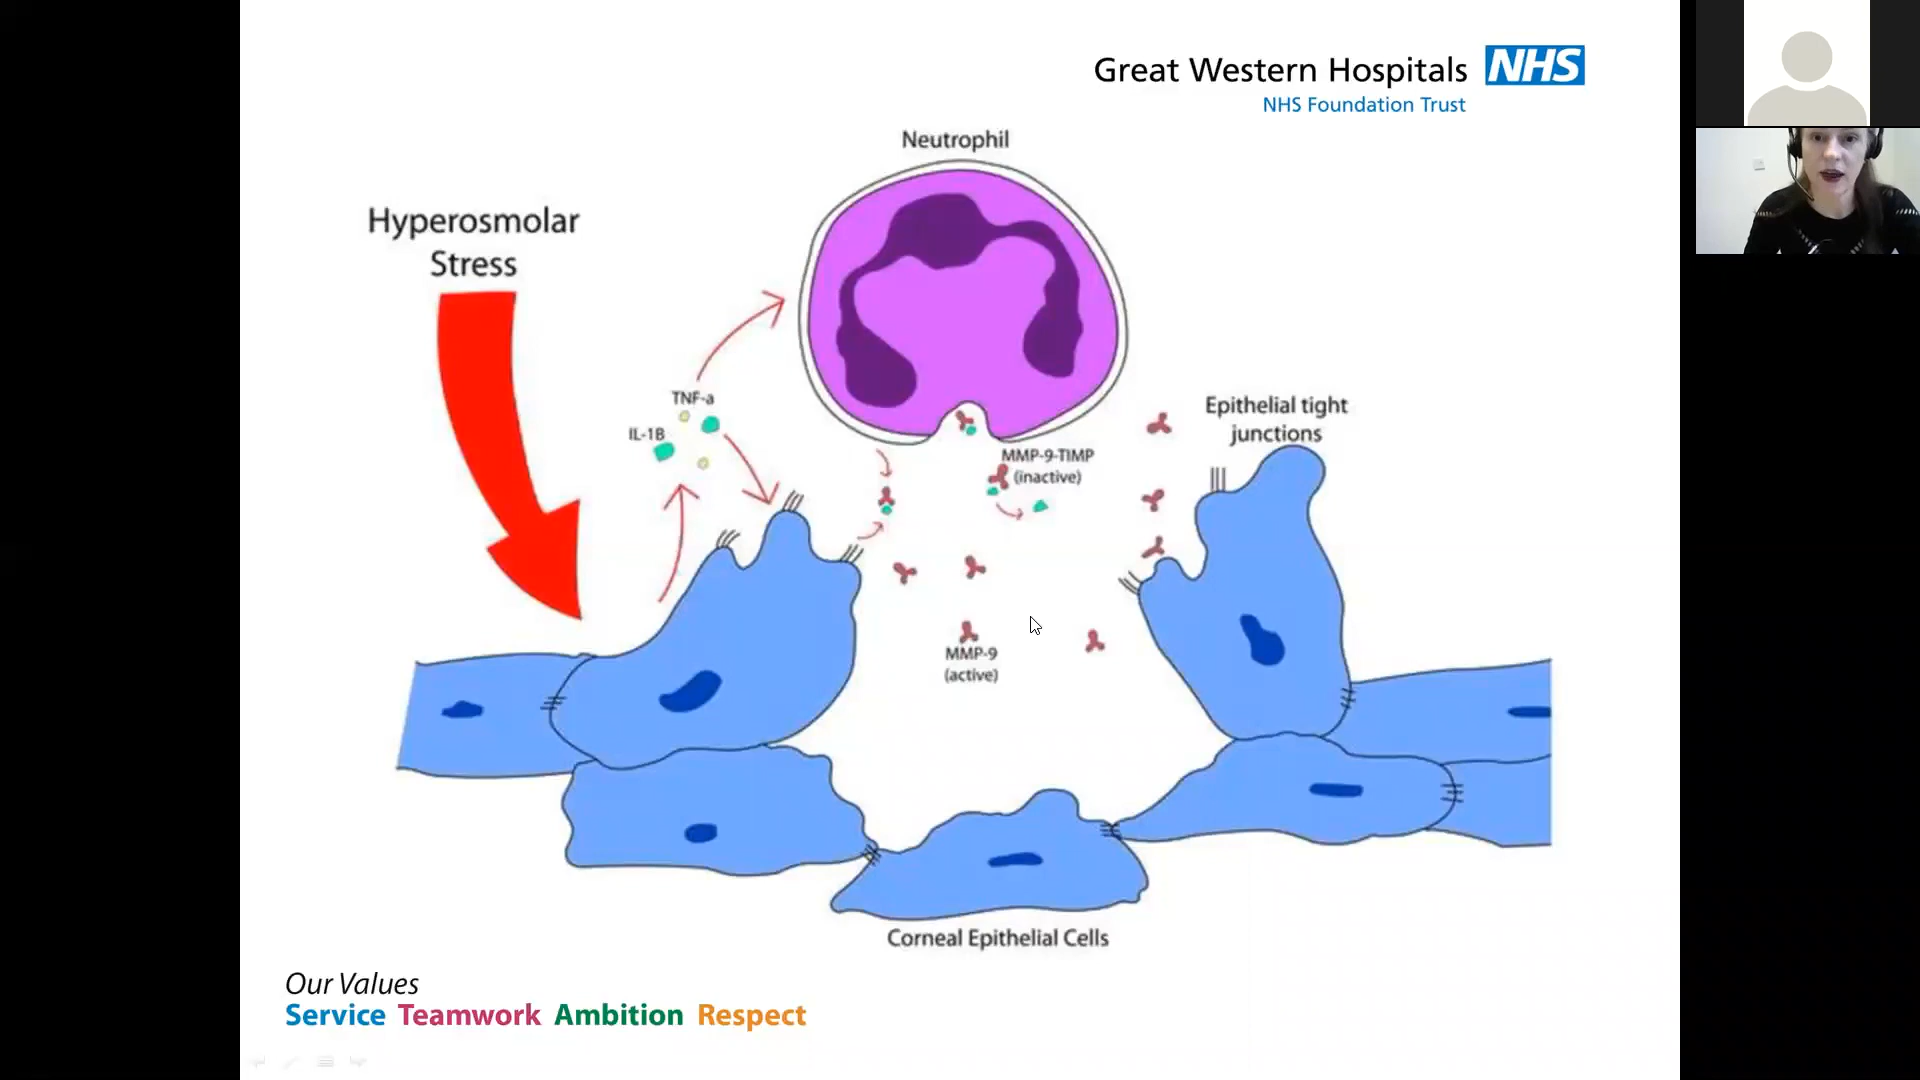 Great Western Hospitals NHS
NHS Foundation Trust
Neutrophil
Hyperosmolar
Stress
TNF-a
IL-1B
Epithelial tight
junctions
MMP-9-TIMP
(inactive)
MMP-9
(active)
Corneal Epithelial Cells
Our Values
Service Teamwork Ambition Respect